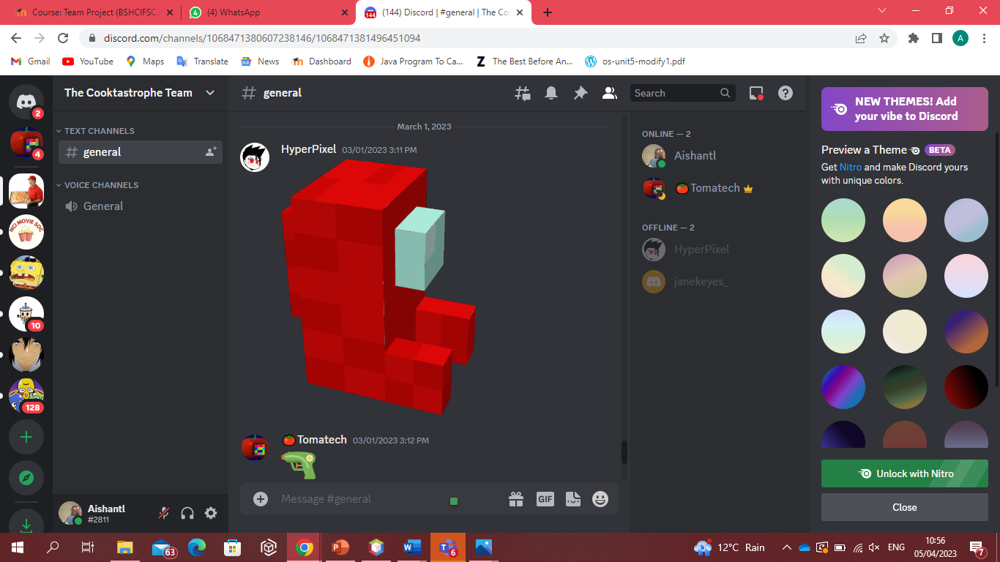 Course: Team Project (BSHCIFSC2
(4) WhatsApp
(144) Discord | #general | The Co
144
discord.com/channels/1068471380607238146/1068471381496451094
A
Gmail
YouTube
Maps
Translate
News
Dashboard
Java Program To Ca...
The Best Before An...
os-unit5-modify1.pdf
2
4
NCI MOVIE SOC
10
128
The Cooktastrophe Team
TEXT CHANNELS
general
VOICE CHANNELS
General
Aishantl
#2811
general
Search
March 1, 2023
HyperPixel 03/01/2023 3:11 PM
Tomatech 03/01/2023 3:12 PM
Message #general
GIF
ONLINE — 2
Aishantl
Tomatech
OFFLINE — 2
HyperPixel
janekeyes_
NEW THEMES! Add
your vibe to Discord
Preview a Theme BETA
Get Nitro and make Discord yours
with unique colors.
Unlock with Nitro
Close
63
6
12°C Rain
ENG
10:56
05/04/2023
7